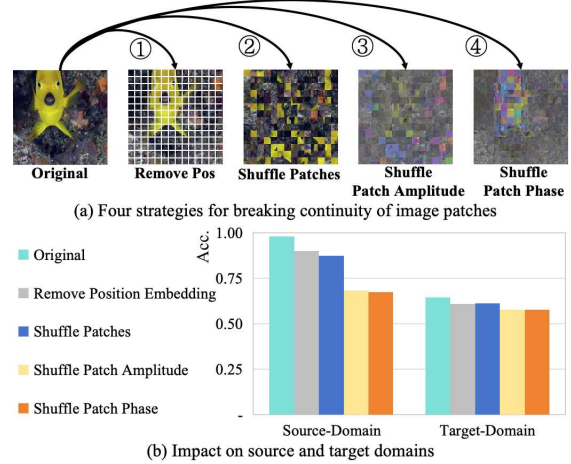 ① ② ③ ④
Original
Remove Pos
Shuffle Patches
Shuffle
Patch Amplitude
Shuffle
Patch Phase
(a) Four strategies for breaking continuity of image patches
Original
Remove Position Embedding
Shuffle Patches
Shuffle Patch Amplitude
Shuffle Patch Phase
Acc.
1.00
0.75
0.50
0.25
-
Source-Domain
Target-Domain
(b) Impact on source and target domains